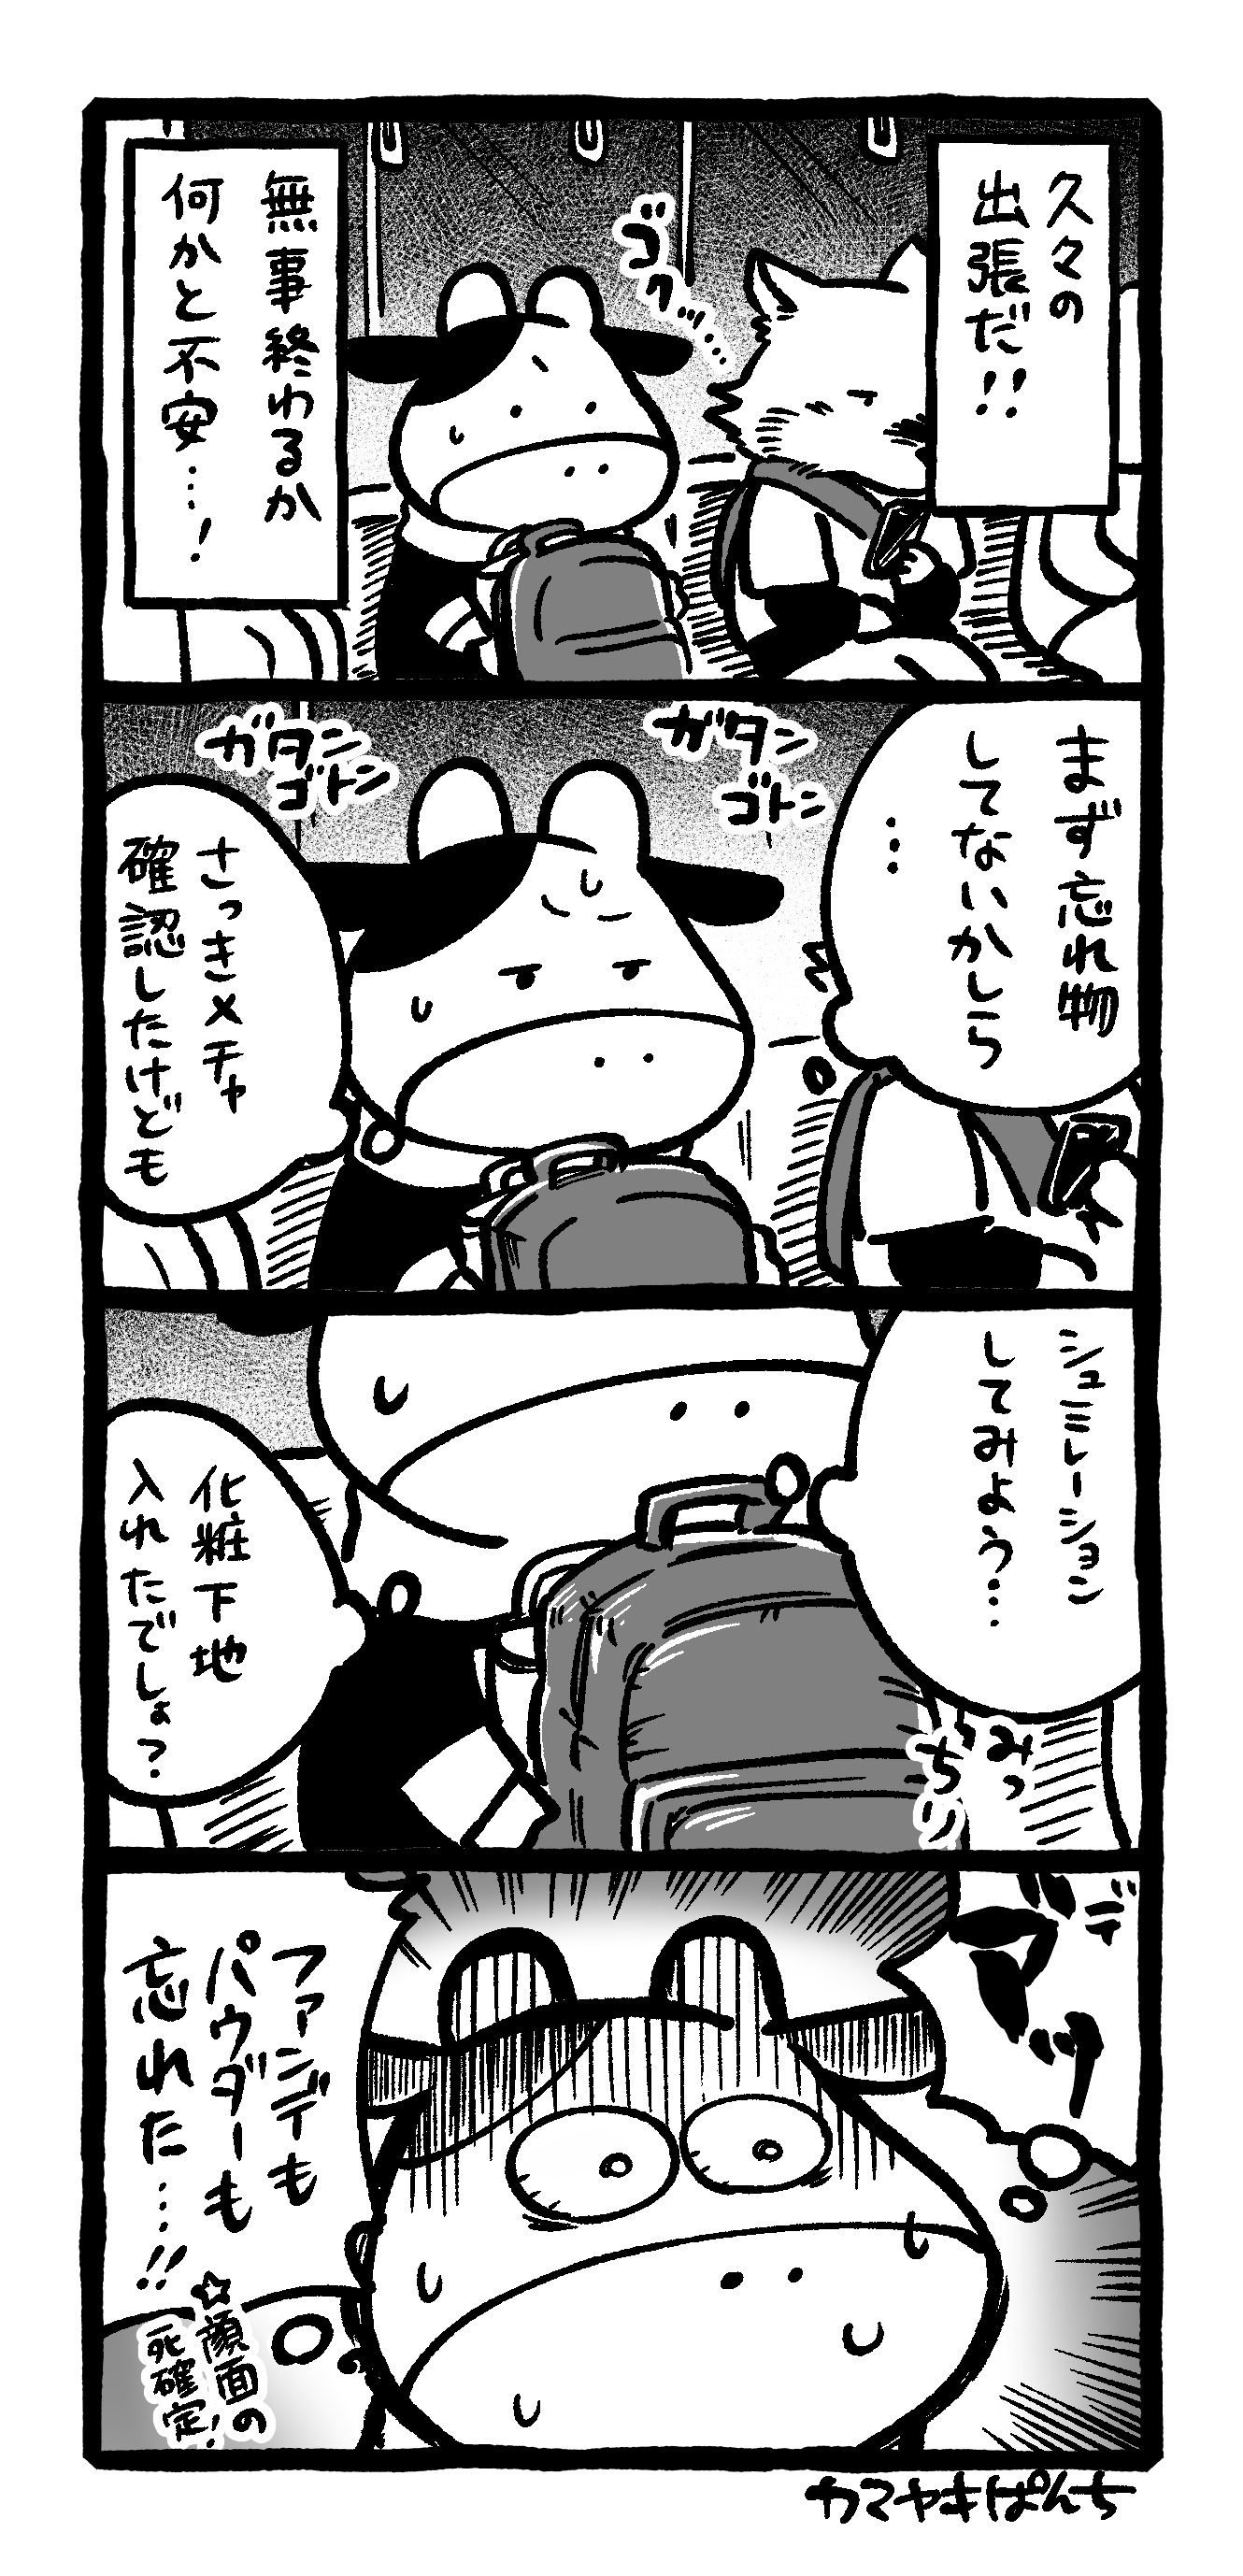 久々の
出張だ!!
ゴクッ…
無事終わるか
何かと不安…!
まず忘れ物
してないかしら
…
ガタン
ゴトン
ガタン
ゴトン
さっきメチャ
確認したけども
シュミレーション
してみよう…
みっ
ちり
化粧下地
入れたでしょ?
ファンデも
パウダーも
忘れた…!!
☆顔面の
死確定!
カマヤキぱんち